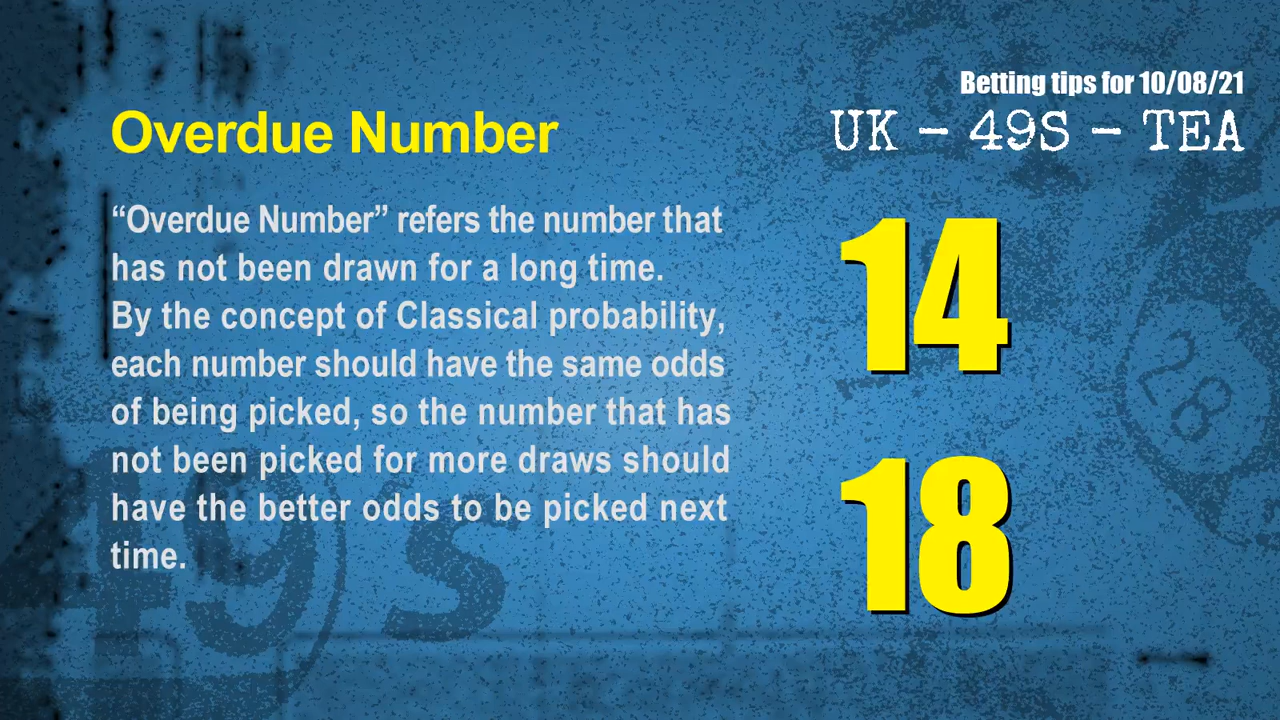 Betting tips for 10/08/21
UK - 49S - TEA
Overdue Number
“Overdue Number” refers the number that
has not been drawn for a long time.
By the concept of Classical probability,
each number should have the same odds
of being picked, so the number that has
not been picked for more draws should
have the better odds to be picked next
time.
14
18
28
49s